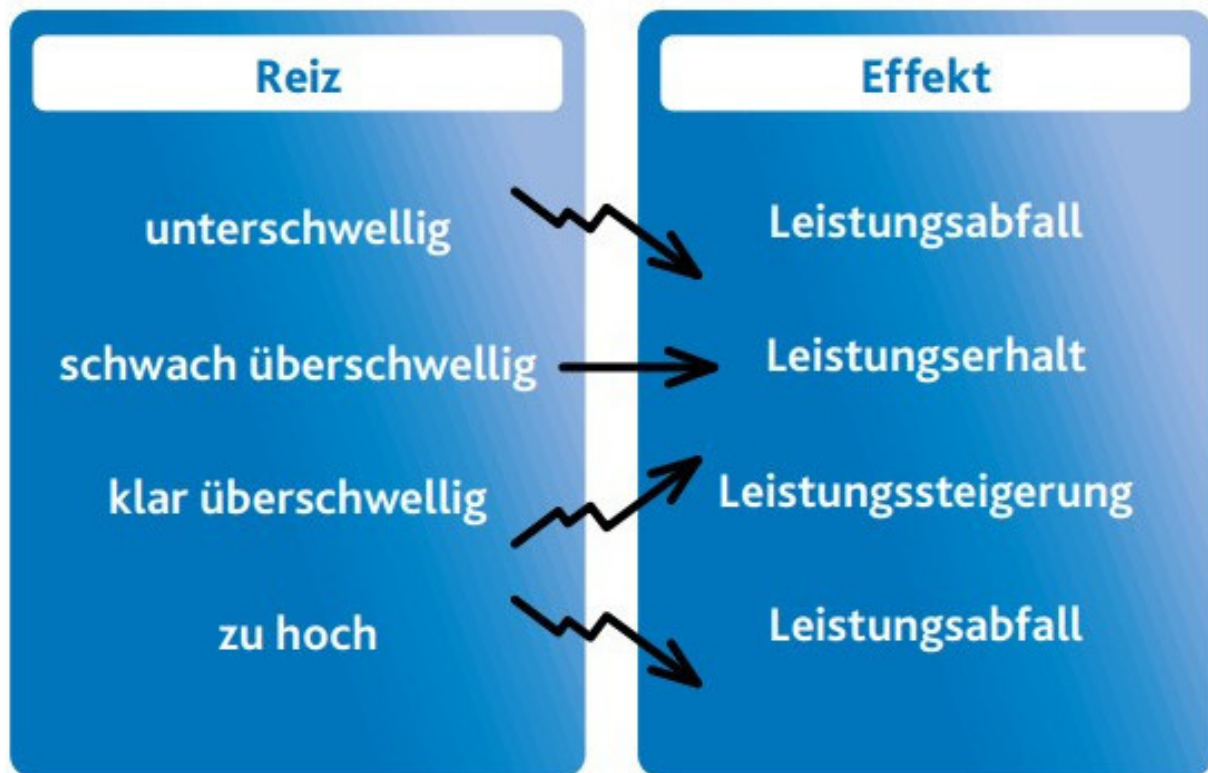 Reiz
Effekt
unterschwellig
Leistungsabfall
schwach überschwellig
Leistungserhalt
klar überschwellig
Leistungssteigerung
zu hoch
Leistungsabfall